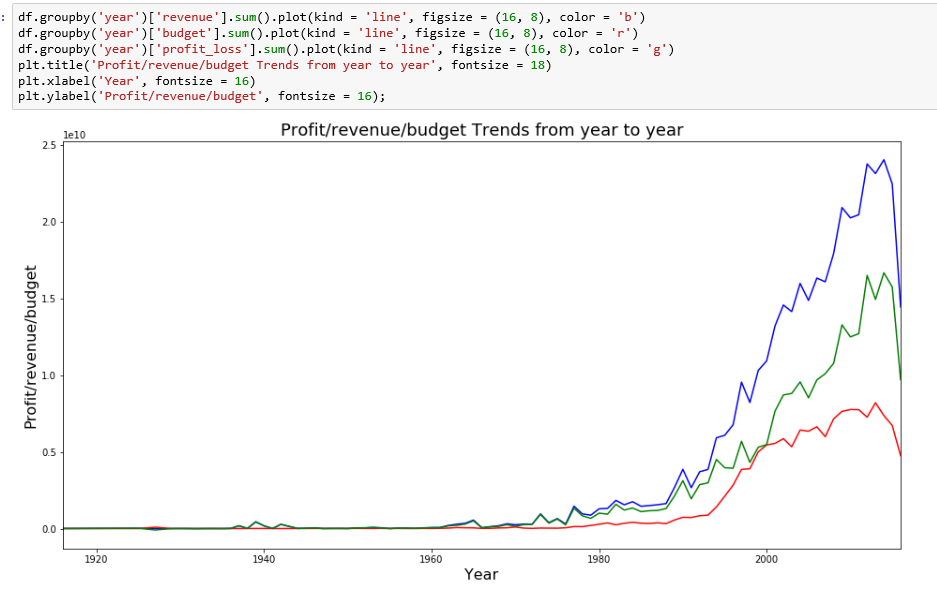 :
df.groupby('year')['revenue'].sum().plot(kind = 'line', figsize = (16, 8), color = 'b')
df.groupby('year')['budget'].sum().plot(kind = 'line', figsize = (16, 8), color = 'r')
df.groupby('year')['profit_loss'].sum().plot(kind = 'line', figsize = (16, 8), color = 'g')
plt.title('Profit/revenue/budget Trends from year to year', fontsize = 18)
plt.xlabel('Year', fontsize = 16)
plt.ylabel('Profit/revenue/budget', fontsize = 16);
Profit/revenue/budget Trends from year to year
1e10
2.5
2.0
1.5
1.0
0.5
0.0
Profit/revenue/budget
1920 1940 1960 1980 2000
Year